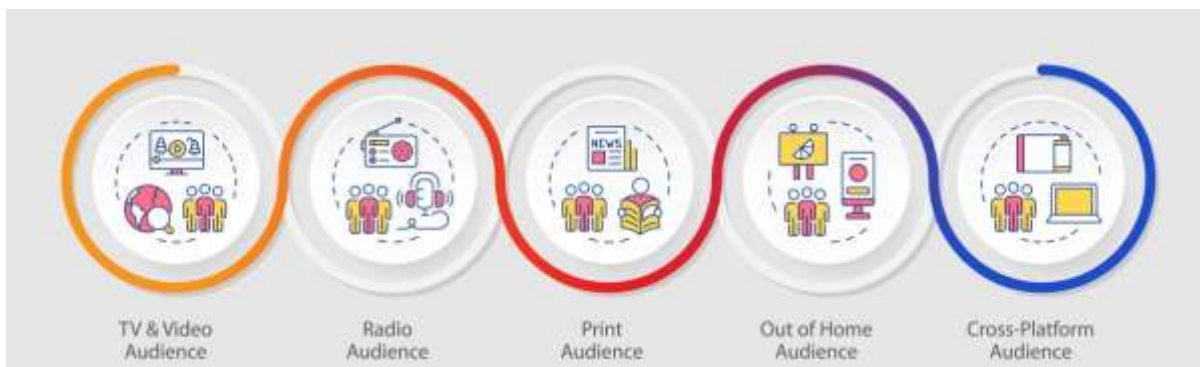 NEWS
TV & Video
Audience
Radio
Audience
Print
Audience
Out of Home
Audience
Cross-Platform
Audience